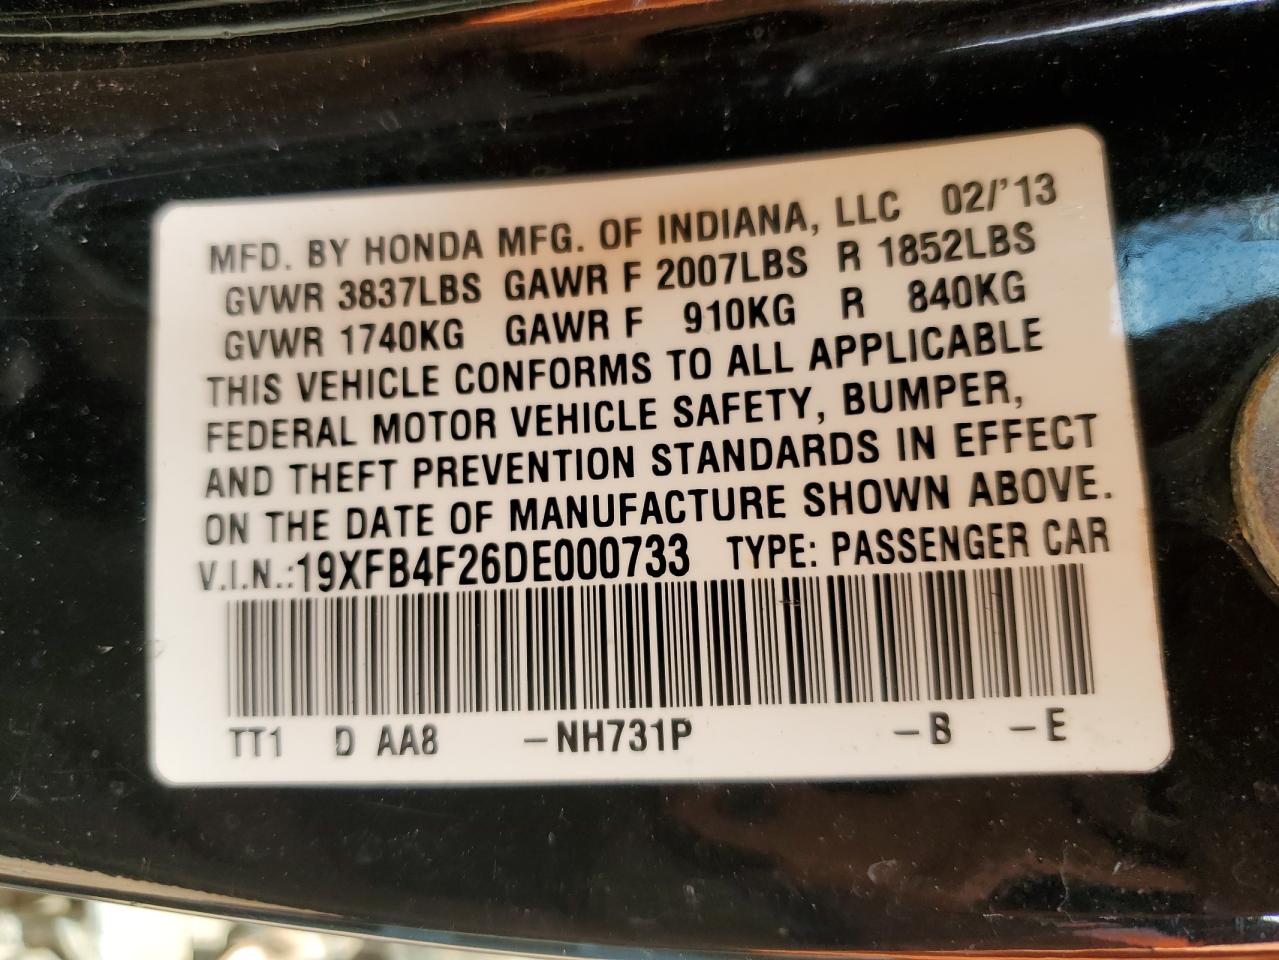 MFD. BY HONDA MFG. OF INDIANA, LLC 02/'13
GVWR 3837LBS GAWR F 2007LBS R 1852LBS
GVWR 1740KG GAWR F 910KG R 840KG
THIS VEHICLE CONFORMS TO ALL APPLICABLE
FEDERAL MOTOR VEHICLE SAFETY, BUMPER,
AND THEFT PREVENTION STANDARDS IN EFFECT
ON THE DATE OF MANUFACTURE SHOWN ABOVE.
V.I.N.:19XFB4F26DE000733 TYPE: PASSENGER CAR
TT1 D AA8 –NH731P –B –E